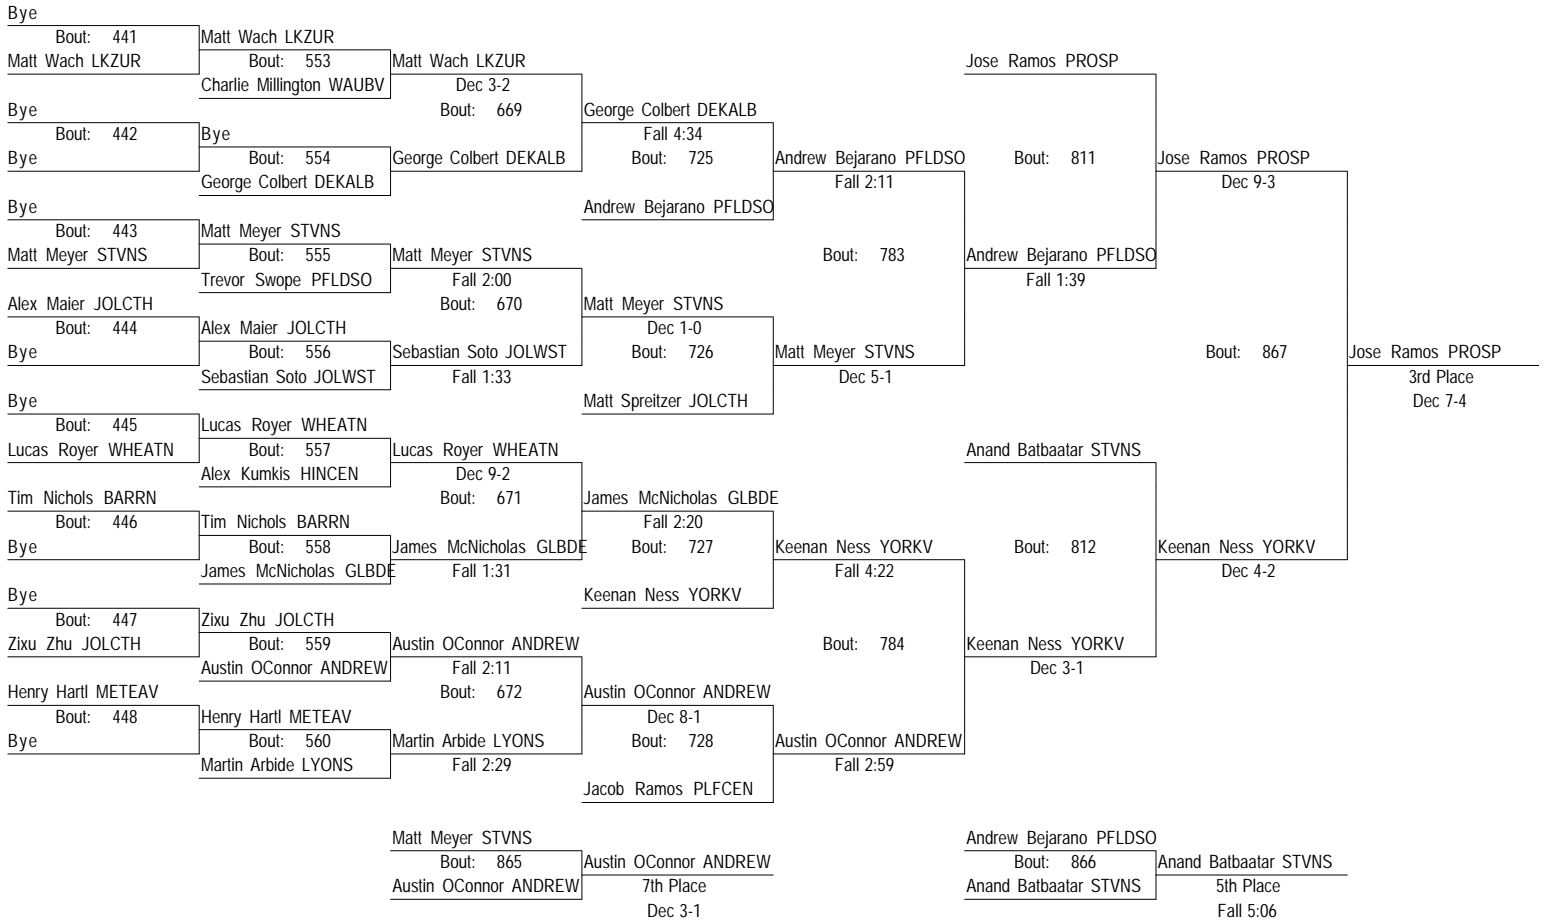 Bye
Bout: 441 Matt Wach LKZUR
Matt Wach LKZUR Bout: 553 Matt Wach LKZUR Jose Ramos PROSP
Charlie Millington WAUBV Dec 3-2
Bye Bout: 669 George Colbert DEKALB
Bout: 442 Bye Fall 4:34
Bye Bout: 554 George Colbert DEKALB Bout: 725 Andrew Bejarano PFLDSO Bout: 811 Jose Ramos PROSP
George Colbert DEKALB Fall 2:11 Dec 9-3
Bye Andrew Bejarano PFLDSO
Bout: 443 Matt Meyer STVNS
Matt Meyer STVNS Bout: 555 Matt Meyer STVNS Bout: 783 Andrew Bejarano PFLDSO
Trevor Swope PFLDSO Fall 2:00 Fall 1:39
Alex Maier JOLCTH Bout: 670 Matt Meyer STVNS
Bout: 444 Alex Maier JOLCTH Dec 1-0
Bye Bout: 556 Sebastian Soto JOLWST Bout: 726 Matt Meyer STVNS Bout: 867 Jose Ramos PROSP
Sebastian Soto JOLWST Fall 1:33 Dec 5-1 3rd Place
Bye Matt Spreitzer JOLCTH Dec 7-4
Bout: 445 Lucas Royer WHEATN
Lucas Royer WHEATN Bout: 557 Lucas Royer WHEATN Anand Batbaatar STVNS
Alex Kumkis HINCEN Dec 9-2
Tim Nichols BARRN Bout: 671 James McNicholas GLBDE
Bout: 446 Tim Nichols BARRN Fall 2:20
Bye Bout: 558 James McNicholas GLBDE Bout: 727 Keenan Ness YORKV Bout: 812 Keenan Ness YORKV
James McNicholas GLBDE Fall 1:31 Fall 4:22 Dec 4-2
Bye Keenan Ness YORKV
Bout: 447 Zixu Zhu JOLCTH
Zixu Zhu JOLCTH Bout: 559 Austin OConnor ANDREW Bout: 784 Keenan Ness YORKV
Austin OConnor ANDREW Fall 2:11 Dec 3-1
Henry Hartl METEAV Bout: 672 Austin OConnor ANDREW
Bout: 448 Henry Hartl METEAV Dec 8-1
Bye Bout: 560 Martin Arbide LYONS Bout: 728 Austin OConnor ANDREW
Martin Arbide LYONS Fall 2:29 Fall 2:59
Jacob Ramos PLFCEN
Matt Meyer STVNS Andrew Bejarano PFLDSO
Bout: 865 Austin OConnor ANDREW Bout: 866 Anand Batbaatar STVNS
Austin OConnor ANDREW 7th Place Anand Batbaatar STVNS 5th Place
Dec 3-1 Fall 5:06